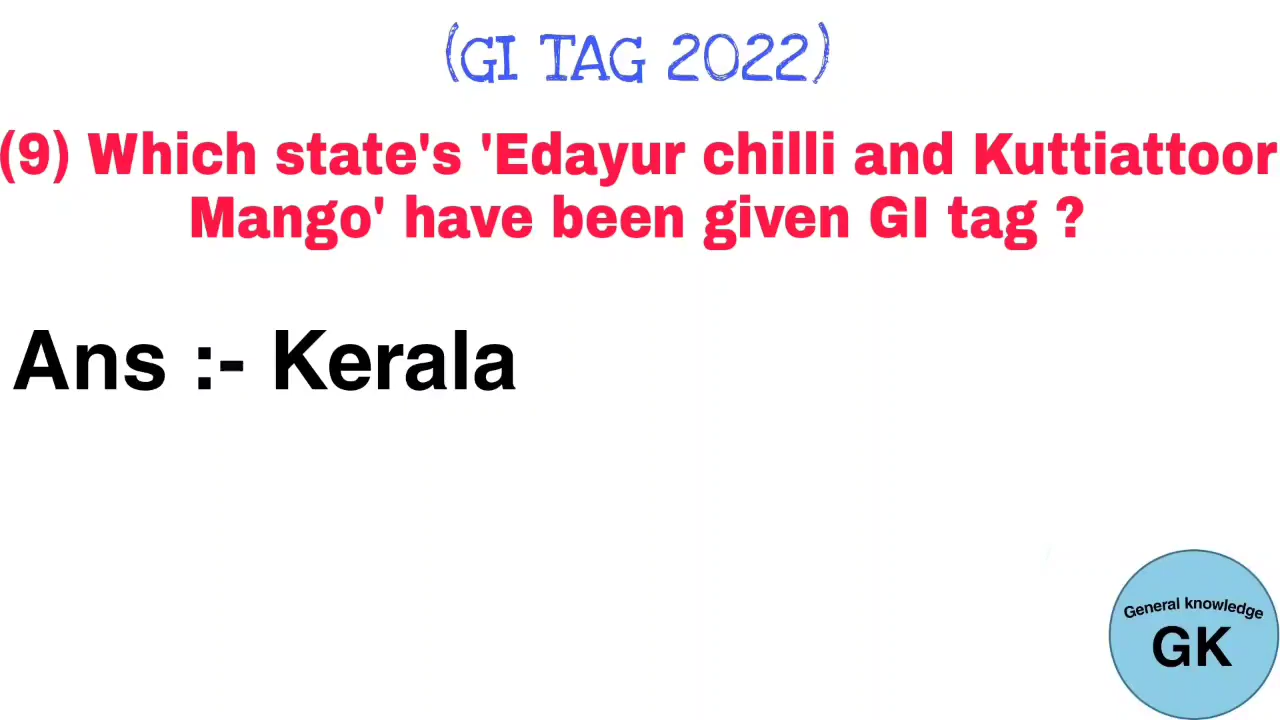 (GI TAG 2022)
(9) Which state's 'Edayur chilli and Kuttiattoor
Mango' have been given GI tag ?
Ans :- Kerala
General knowledge
GK